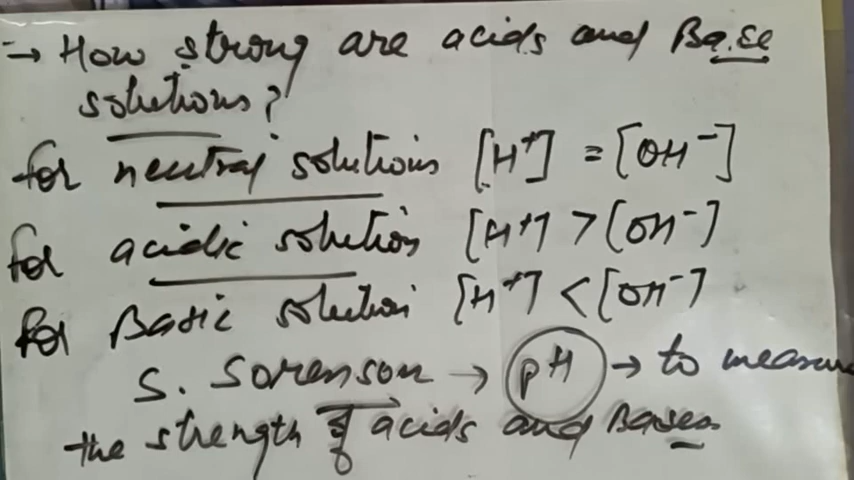 → How strong are acids and Base
solutions?
for neutral solutions [H⁺] = [OH⁻]
for acidic solution [H⁺] > [OH⁻]
for Basic solution [H⁺] < [OH⁻]
S. Sorenson → pH → to measure
the strength of acids and Bases